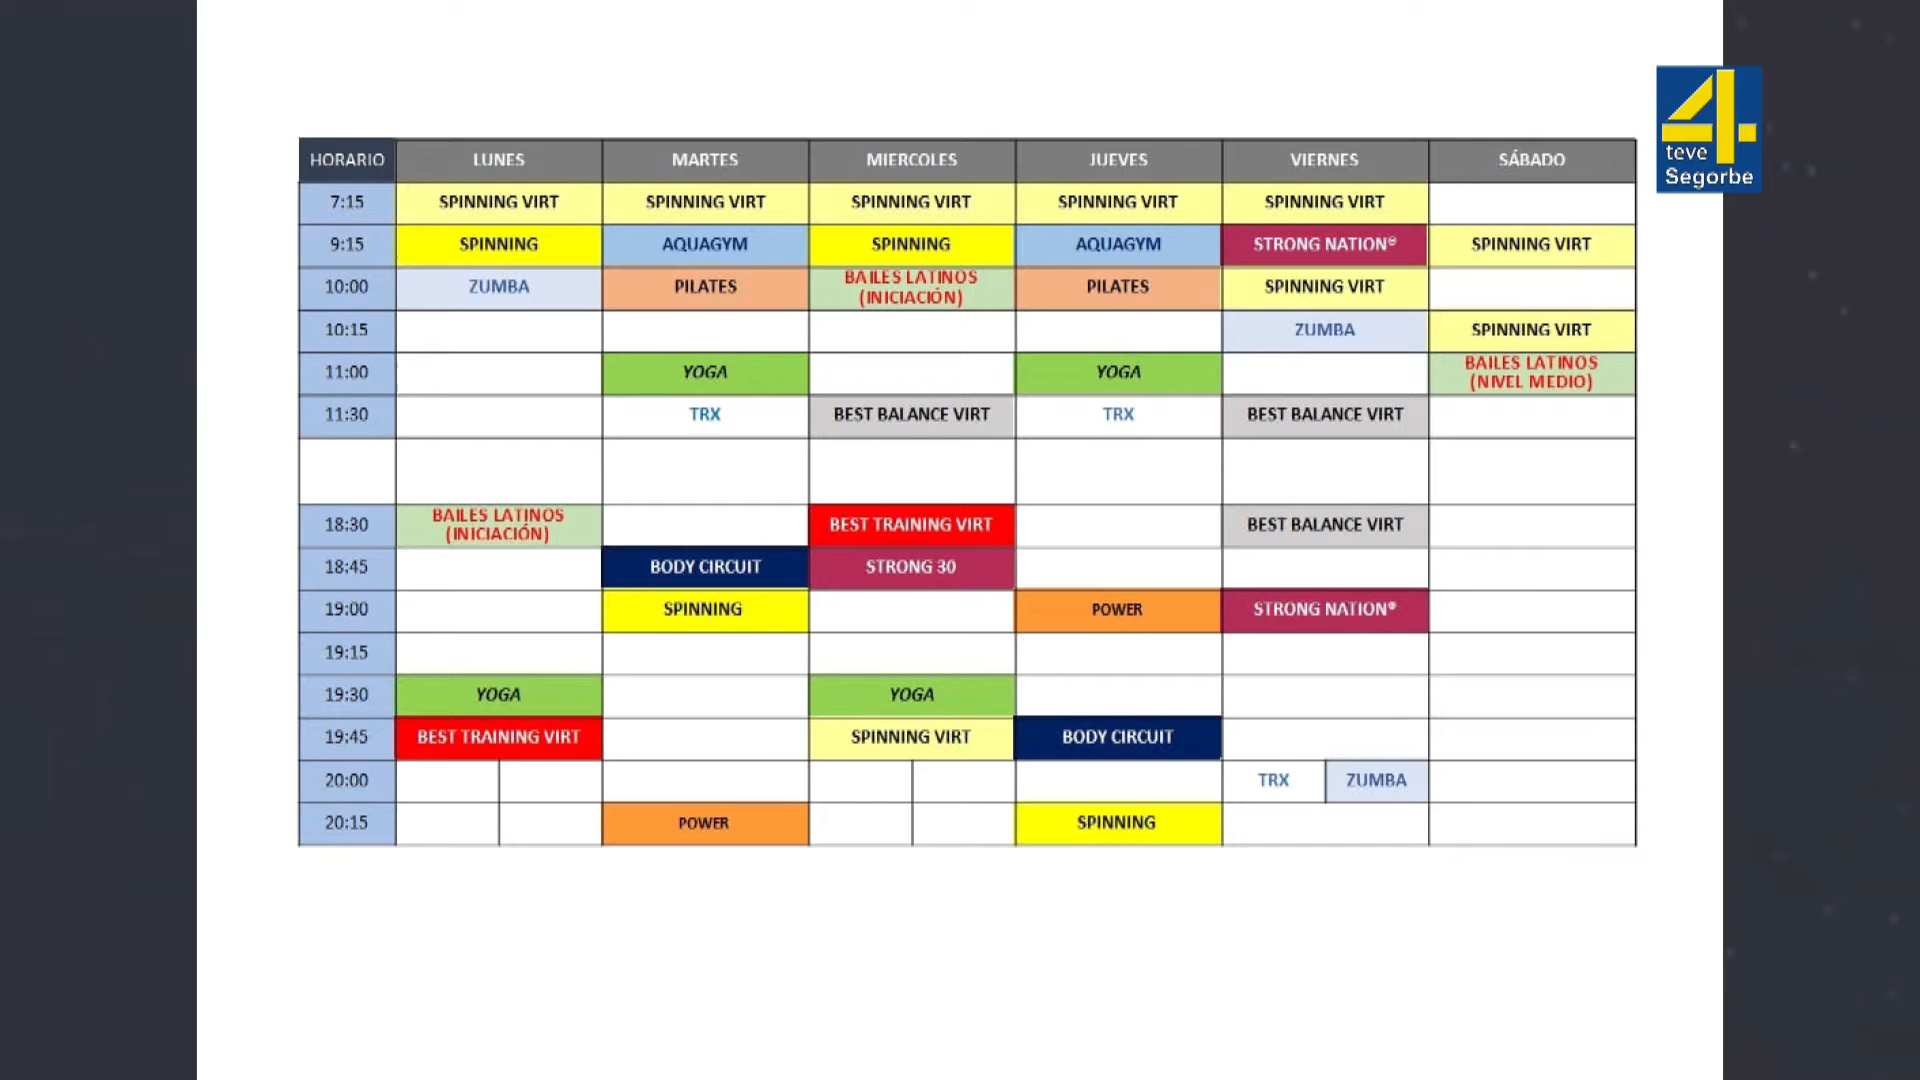 HORARIO LUNES MARTES MIERCOLES JUEVES VIERNES SÁBADO
7:15 SPINNING VIRT SPINNING VIRT SPINNING VIRT SPINNING VIRT SPINNING VIRT
9:15 SPINNING AQUAGYM SPINNING AQUAGYM STRONG NATION® SPINNING VIRT
10:00 ZUMBA PILATES BAILES LATINOS (INICIACIÓN) PILATES SPINNING VIRT
10:15 ZUMBA SPINNING VIRT
11:00 YOGA YOGA BAILES LATINOS (NIVEL MEDIO)
11:30 TRX BEST BALANCE VIRT TRX BEST BALANCE VIRT
18:30 BAILES LATINOS (INICIACIÓN) BEST TRAINING VIRT BEST BALANCE VIRT
18:45 BODY CIRCUIT STRONG 30
19:00 SPINNING POWER STRONG NATION®
19:15
19:30 YOGA YOGA
19:45 BEST TRAINING VIRT SPINNING VIRT BODY CIRCUIT
20:00 TRX ZUMBA
20:15 POWER SPINNING
4
teve
Segorbe